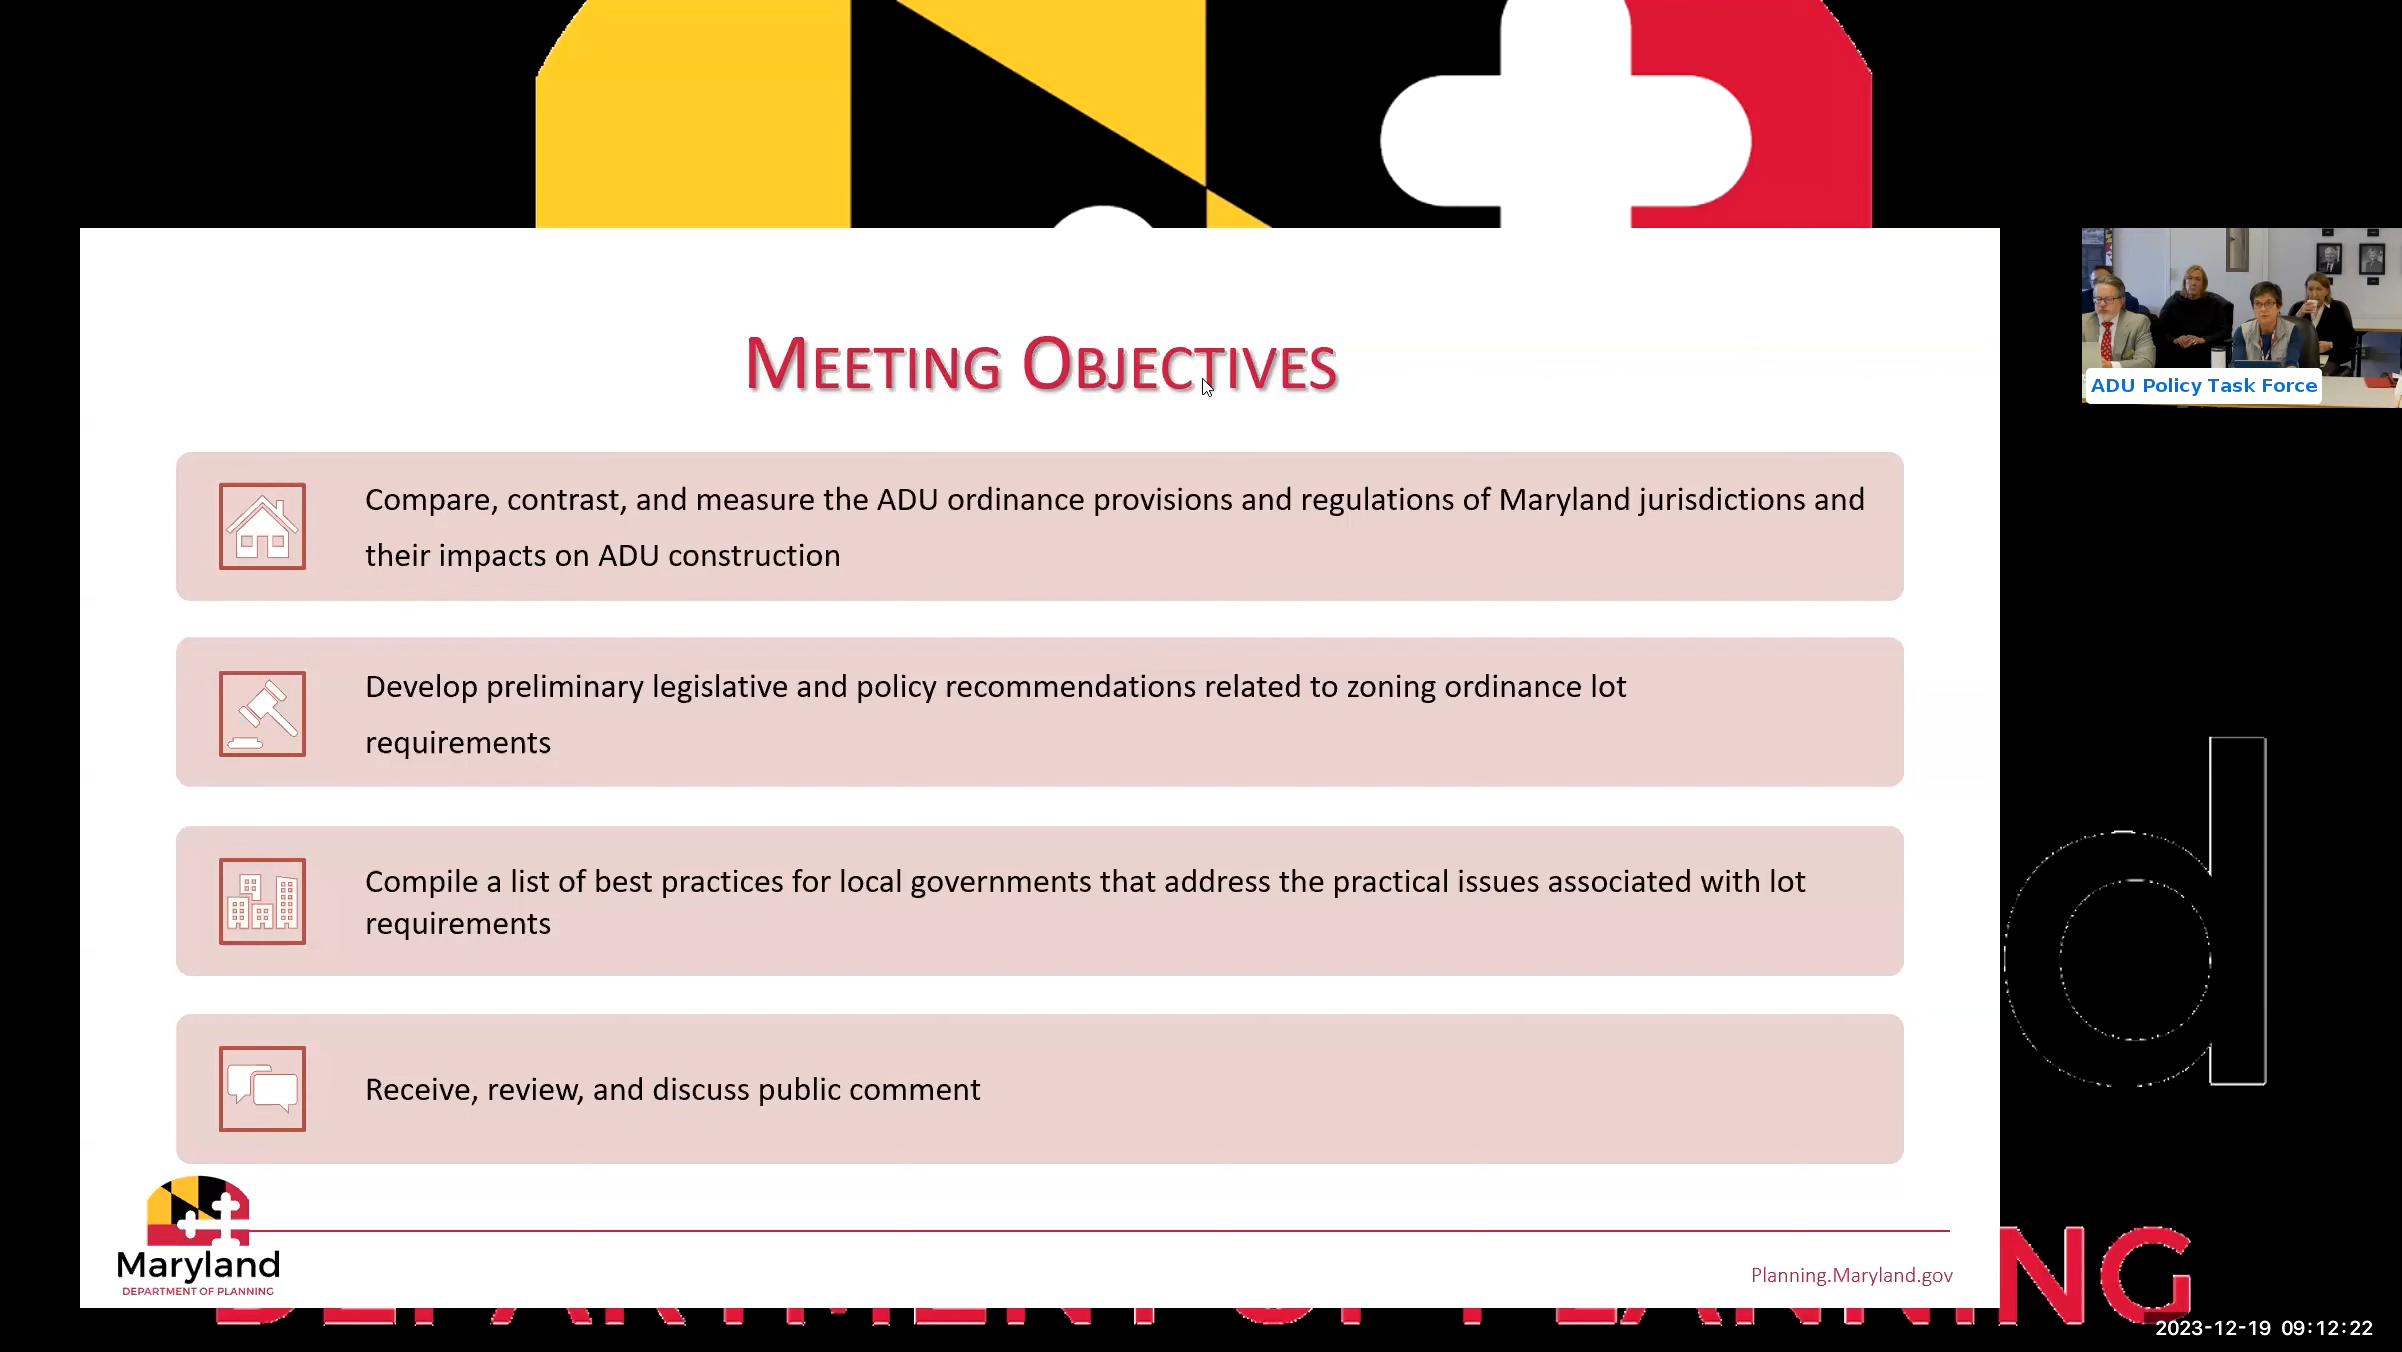 MEETING OBJECTIVES
ADU Policy Task Force
Compare, contrast, and measure the ADU ordinance provisions and regulations of Maryland jurisdictions and
their impacts on ADU construction
Develop preliminary legislative and policy recommendations related to zoning ordinance lot
requirements
Compile a list of best practices for local governments that address the practical issues associated with lot
requirements
Receive, review, and discuss public comment
Maryland
DEPARTMENT OF PLANNING
Planning.Maryland.gov
d
DEPARTMENT OF PLANNING
2023-12-19 09:12:22